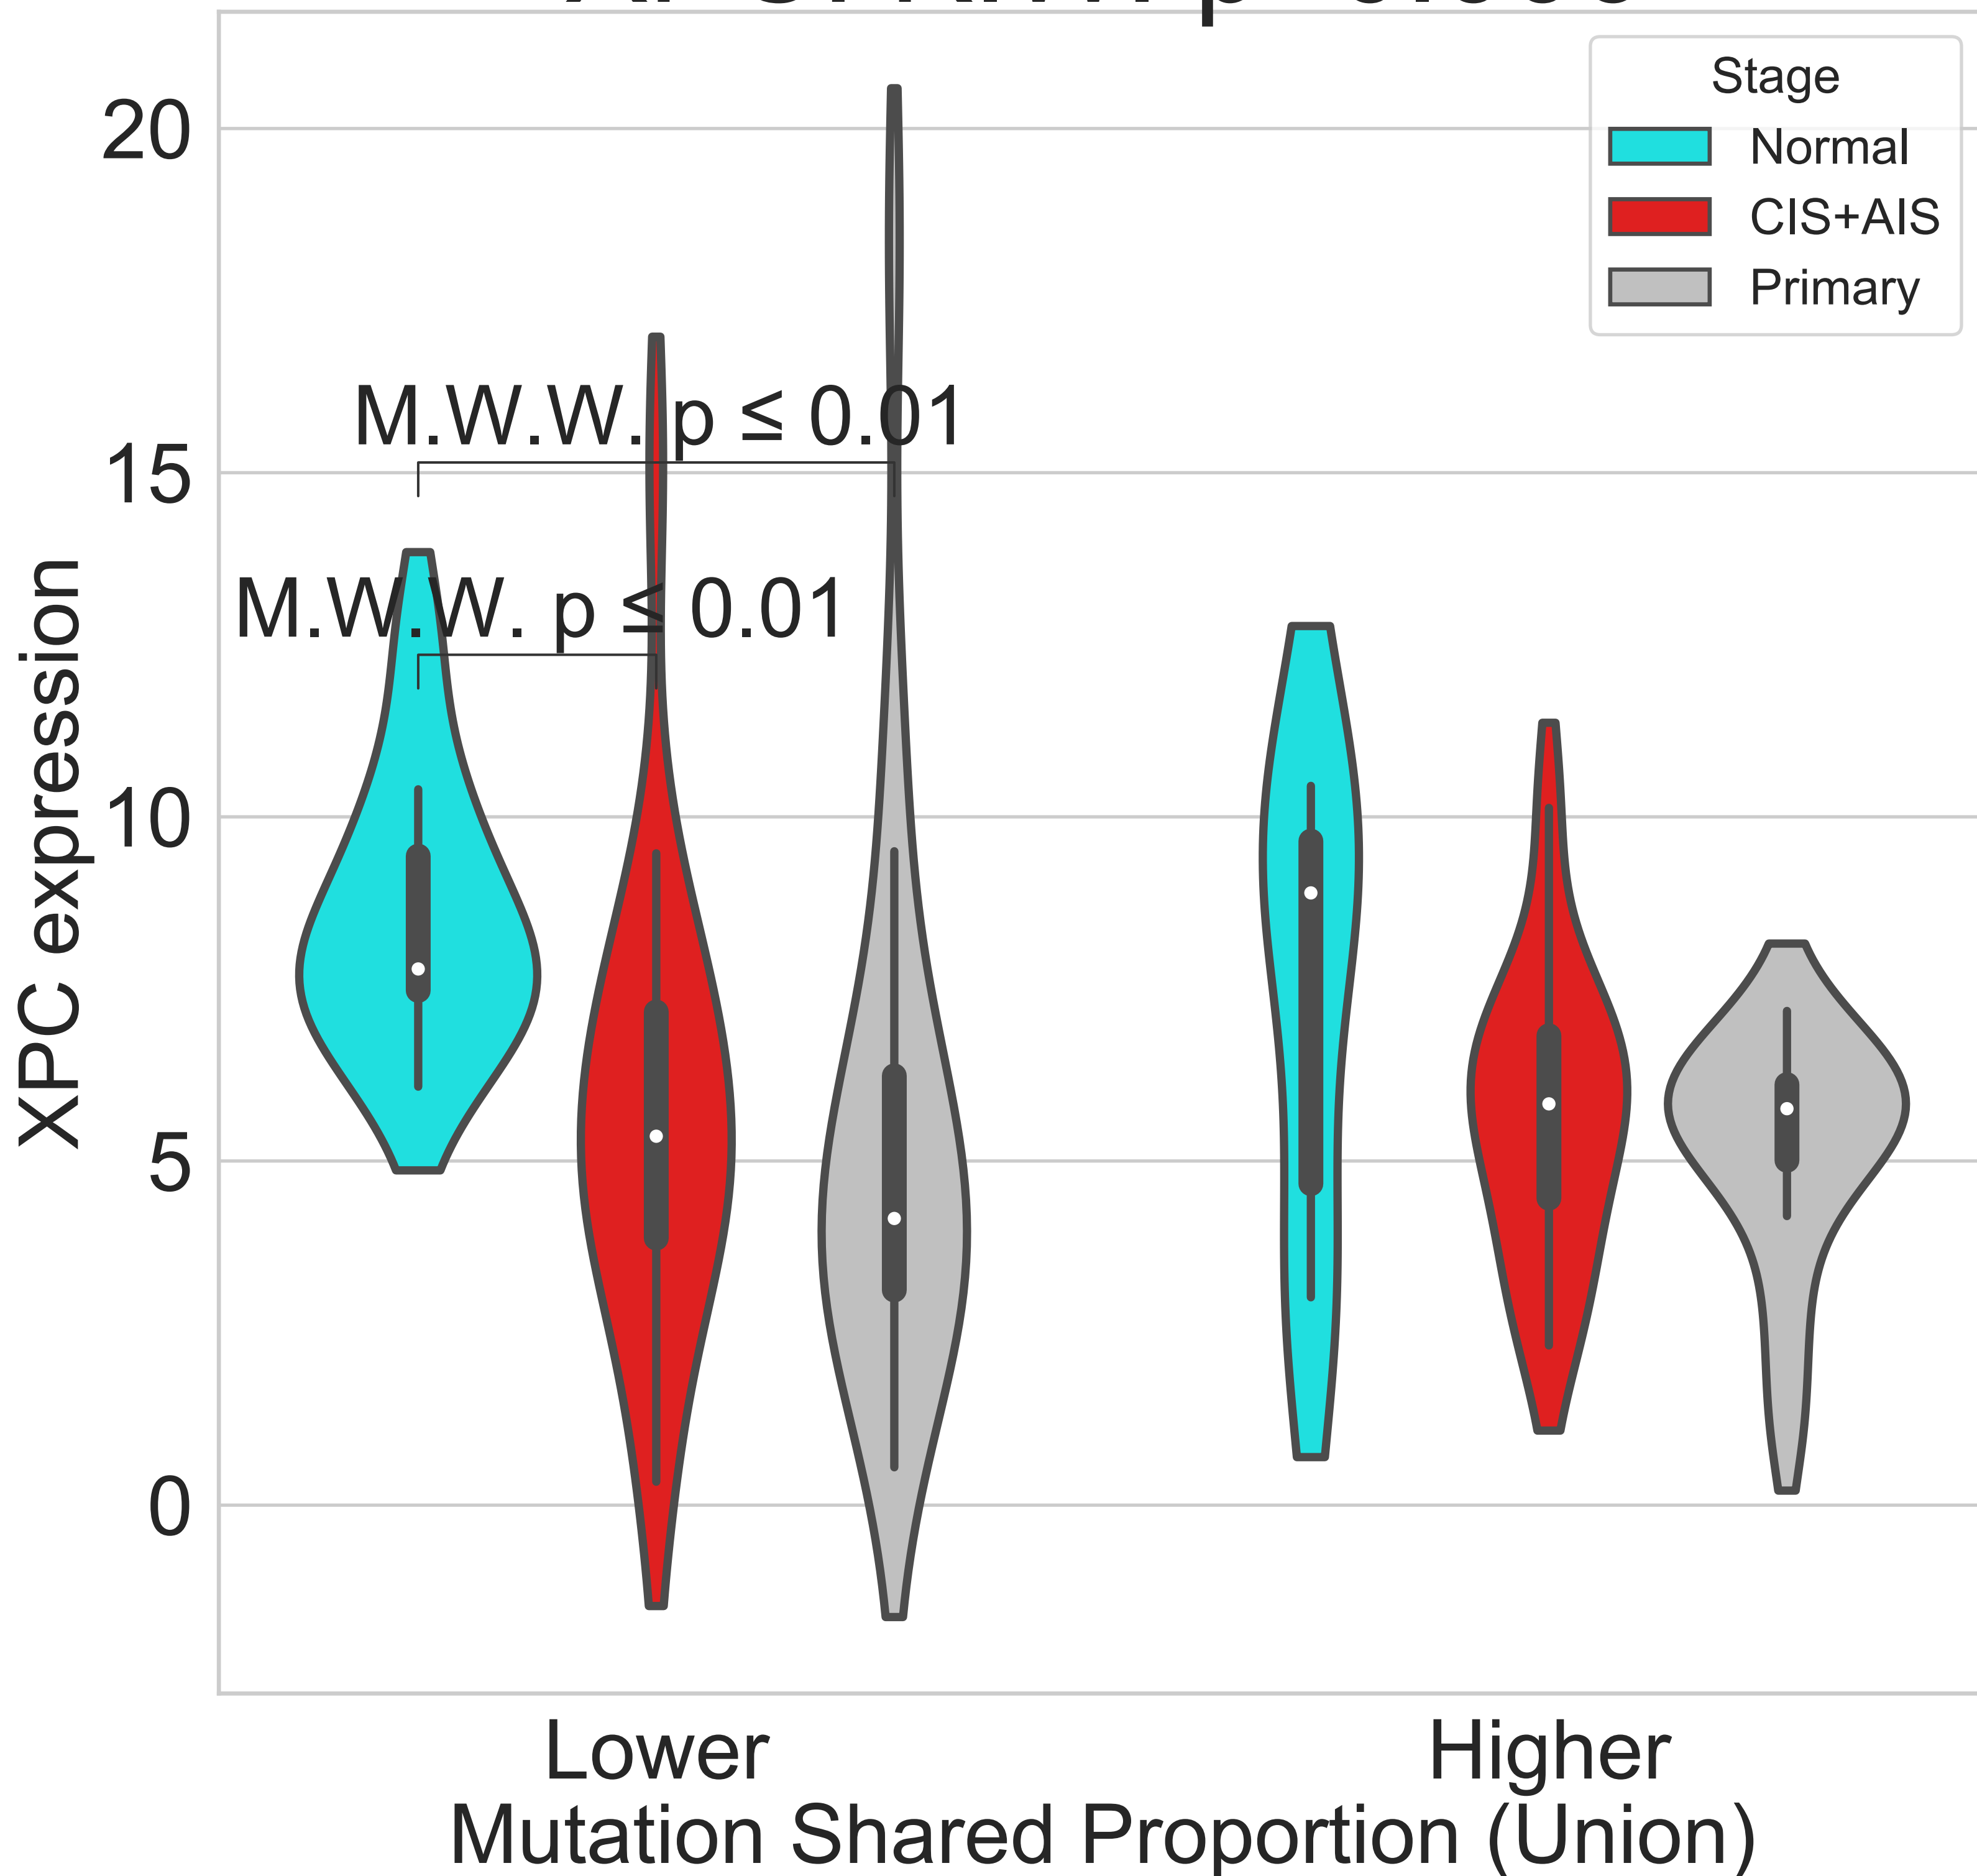 Stage
Normal
CIS+AIS
Primary
20
15
10
5
0
XPC expression
M.W.W. p ≤ 0.01
M.W.W. p ≤ 0.01
Lower
Higher
Mutation Shared Proportion (Union)